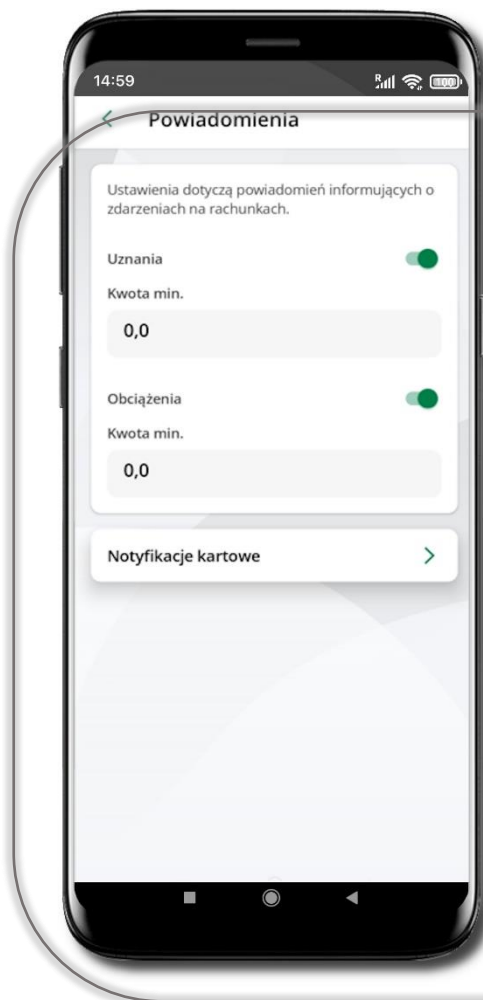 14:59
R
100
Powiadomienia
Ustawienia dotyczą powiadomień informujących o
zdarzeniach na rachunkach.
Uznania
Kwota min.
0,0
Obciążenia
Kwota min.
0,0
Notyfikacje kartowe